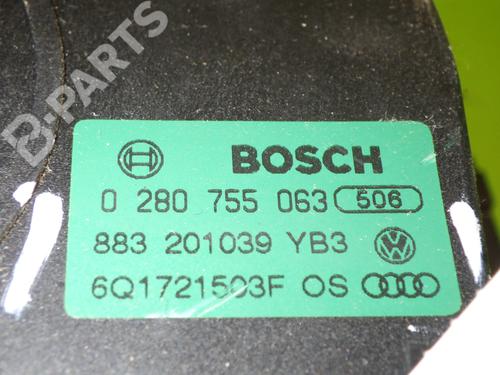 B-PARTS
BOSCH
0 280 755 063 506
883 201039 YB3
6Q1721503F OS